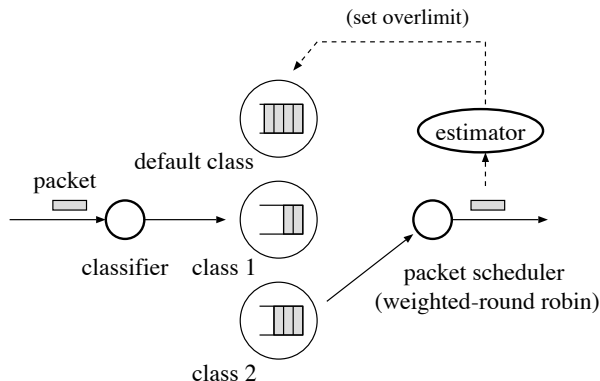 (set overlimit)
estimator
default class
packet
classifier
class 1
packet scheduler
(weighted-round robin)
class 2